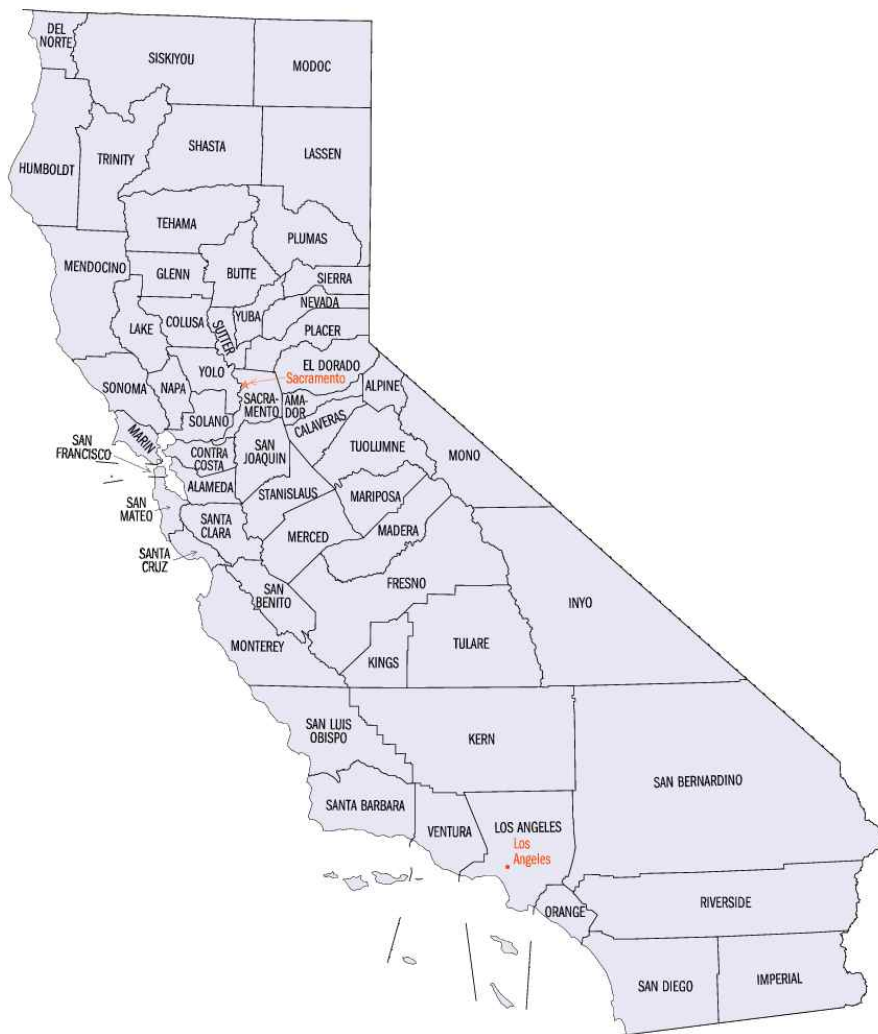 DEL
NORTE
SISKIYOU
MODOC
HUMBOLDT
TRINITY
SHASTA
LASSEN
TEHAMA
PLUMAS
MENDOCINO
GLENN
BUTTE
SIERRA
NEVADA
LAKE
COLUSA
SUTTER
YUBA
PLACER
SONOMA
NAPA
YOLO
EL DORADO
Sacramento
ALPINE
SOLANO
SACRA-
MENTO
AMA-
DOR
CALAVERAS
MARIN
SAN
FRANCISCO
CONTRA
COSTA
SAN
JOAQUIN
TUOLUMNE
MONO
ALAMEDA
STANISLAUS
MARIPOSA
SAN
MATEO
SANTA
CLARA
MERCED
MADERA
SANTA
CRUZ
SAN
BENITO
FRESNO
INYO
MONTEREY
KINGS
TULARE
SAN LUIS
OBISPO
KERN
SAN BERNARDINO
SANTA BARBARA
VENTURA
LOS ANGELES
Los
Angeles
ORANGE
RIVERSIDE
SAN DIEGO
IMPERIAL